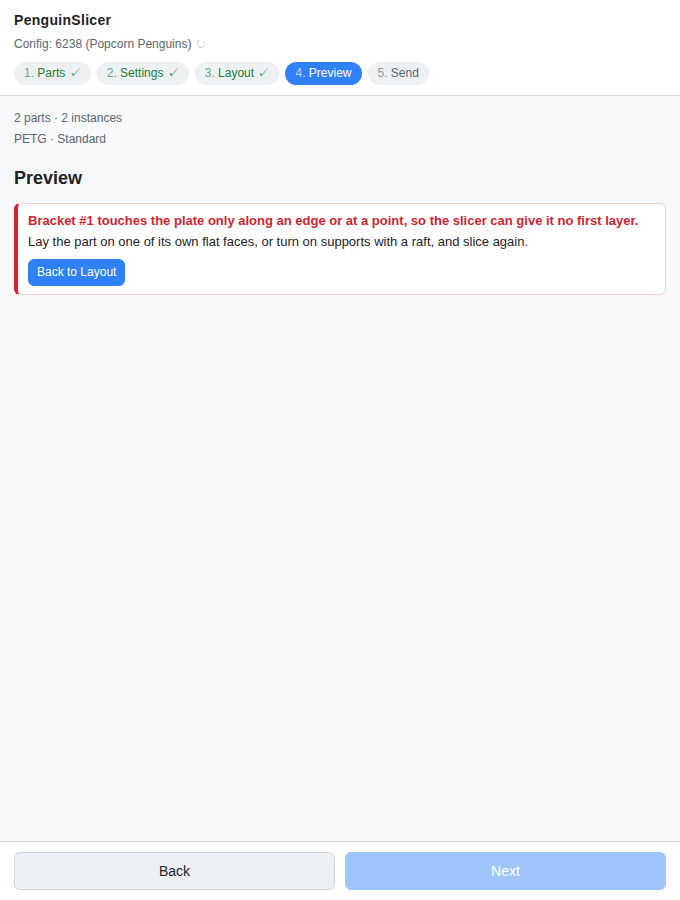 PenguinSlicer
Config: 6238 (Popcorn Penguins)
1. Parts ✓ 2. Settings ✓ 3. Layout ✓ 4. Preview 5. Send
2 parts · 2 instances
PETG · Standard
Preview
Bracket #1 touches the plate only along an edge or at a point, so the slicer can give it no first layer.
Lay the part on one of its own flat faces, or turn on supports with a raft, and slice again.
Back to Layout
Back Next